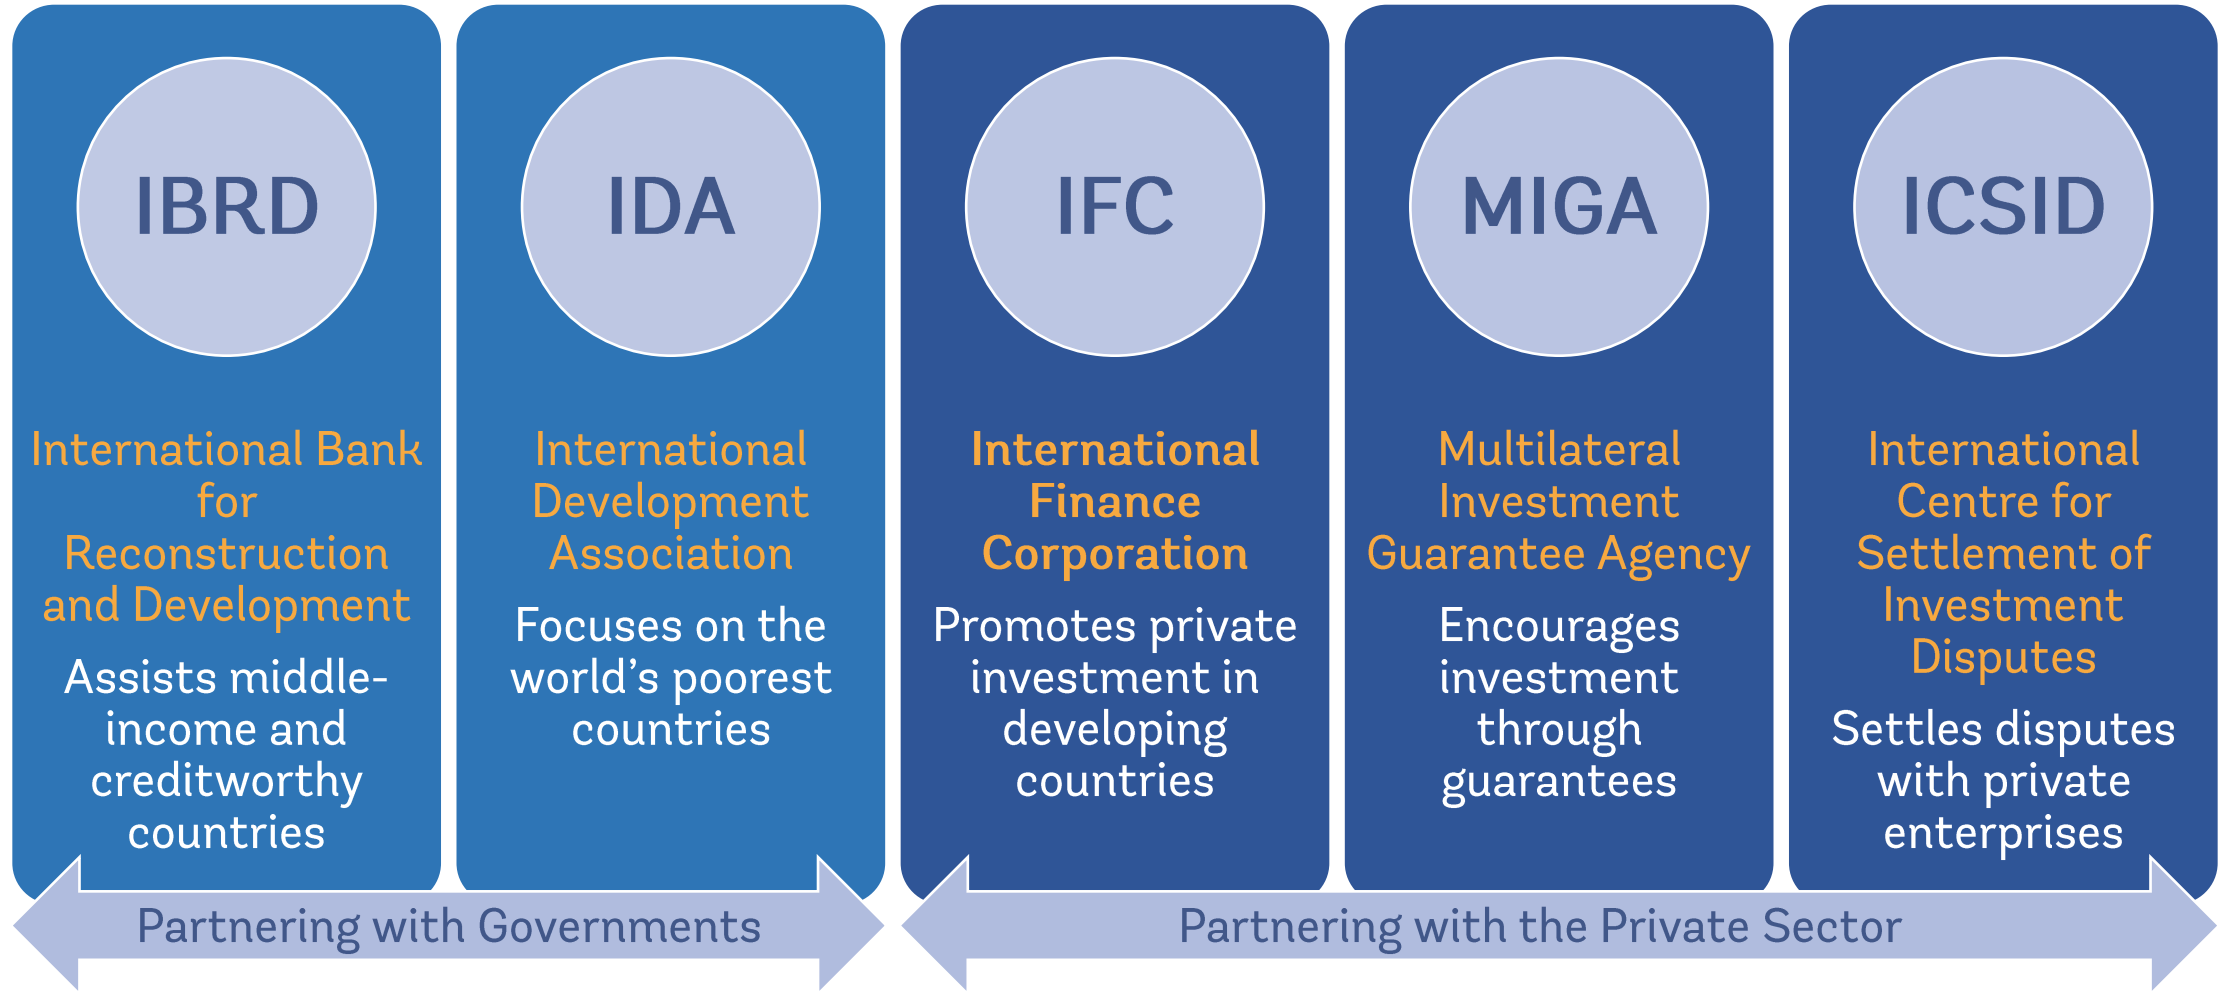 IBRD
International Bank
for
Reconstruction
and Development
Assists middle-
income and
creditworthy
countries
IDA
International
Development
Association
Focuses on the
world's poorest
countries
IFC
International
Finance
Corporation
Promotes private
investment in
developing
countries
MIGA
Multilateral
Investment
Guarantee Agency
Encourages
investment
through
guarantees
ICSID
International
Centre for
Settlement of
Investment
Disputes
Settles disputes
with private
enterprises
Partnering with Governments
Partnering with the Private Sector